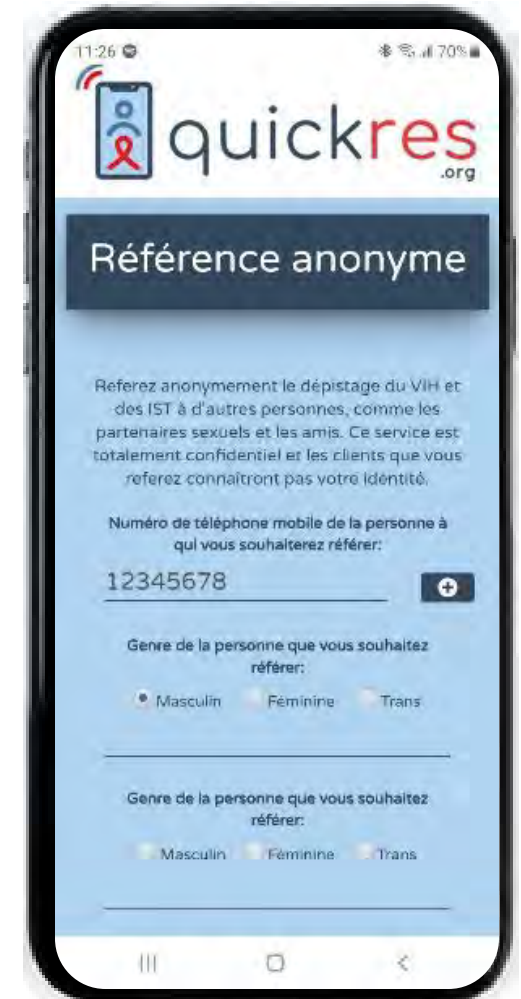 11:26
70%
quickres
.org
Référence anonyme
Referez anonymement le dépistage du VIH et
des IST à d'autres personnes, comme les
partenaires sexuels et les amis. Ce service est
totalement confidentiel et les clients que vous
referez connaîtront pas votre identité.
Numéro de téléphone mobile de la personne à
qui vous souhaiterez référer:
12345678
Genre de la personne que vous souhaitez
référer:
Masculin Féminine Trans
Genre de la personne que vous souhaitez
référer:
Masculin Féminine Trans